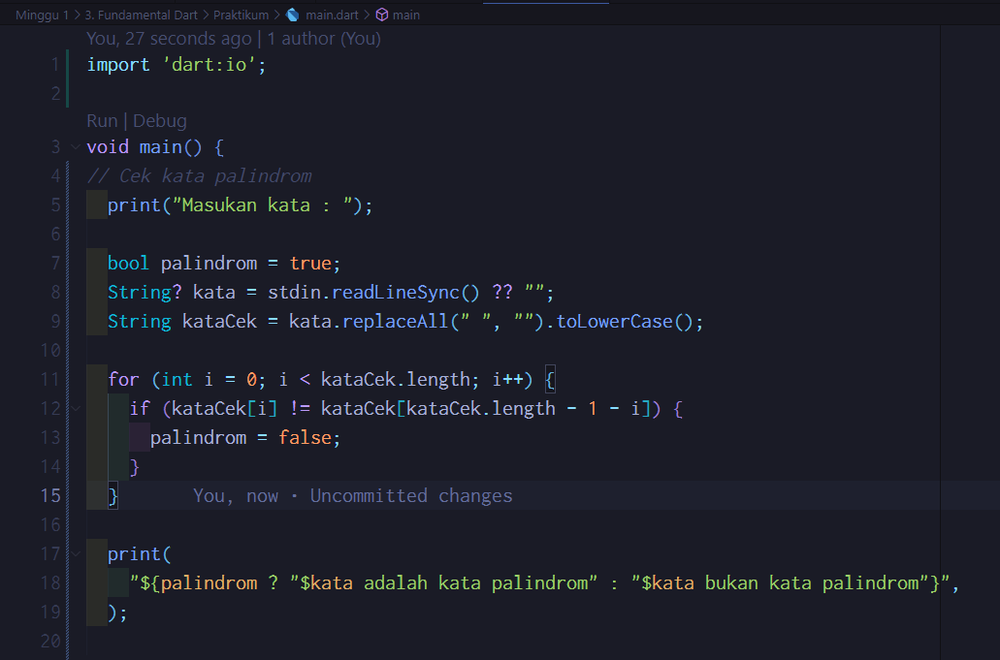 Minggu 1 > 3. Fundamental Dart > Praktikum > main.dart > main
You, 27 seconds ago | 1 author (You)
1 import 'dart:io';
2
Run | Debug
3 void main() {
4 // Cek kata palindrom
5 print("Masukan kata : ");
6
7 bool palindrom = true;
8 String? kata = stdin.readLineSync() ?? "";
9 String kataCek = kata.replaceAll(" ", "").toLowerCase();
10
11 for (int i = 0; i < kataCek.length; i++) {
12 if (kataCek[i] != kataCek[kataCek.length - 1 - i]) {
13 palindrom = false;
14 }
15 } You, now • Uncommitted changes
16
17 print(
18 "${palindrom ? "$kata adalah kata palindrom" : "$kata bukan kata palindrom"}",
19 );
20